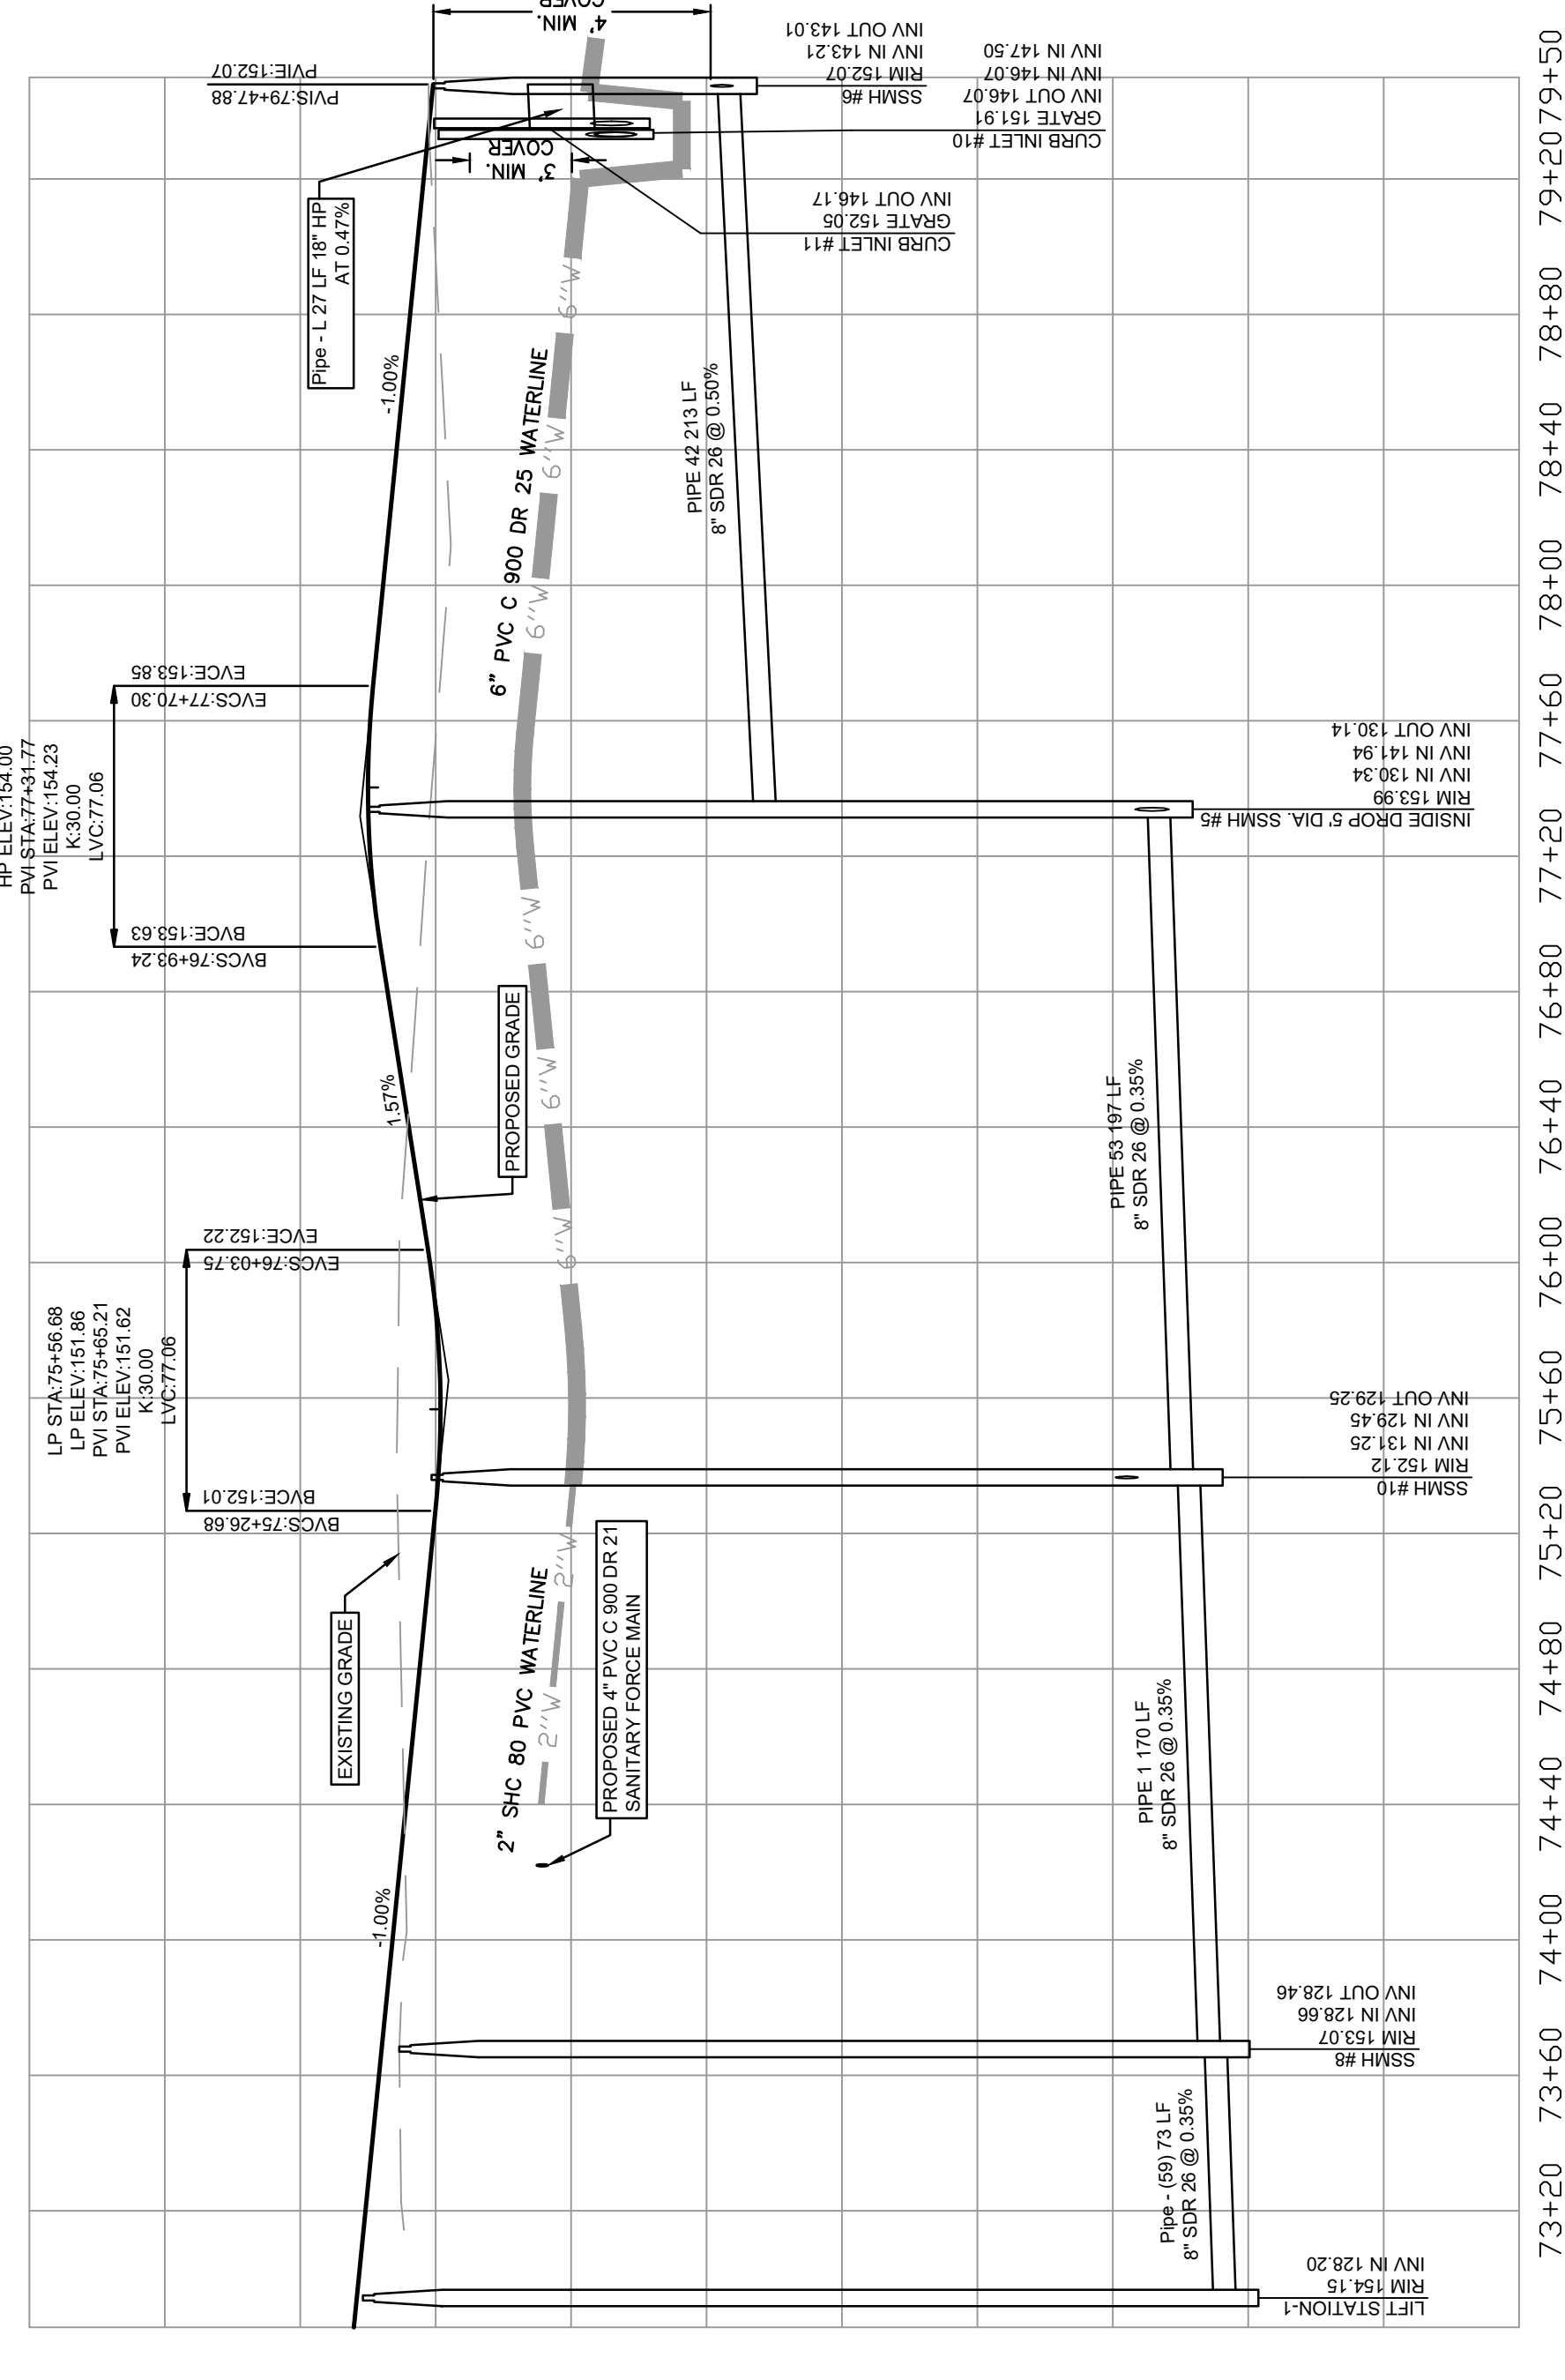 HP ELEV:154.00
PVI STA:77+31.77
PVI ELEV:154.23
K:30.00
LVC:77.06
BVCS:76+93.24
BVCE:153.63
EVCS:77+70.30
EVCE:153.85
LP STA:75+56.68
LP ELEV:151.86
PVI STA:75+65.21
PVI ELEV:151.62
K:30.00
LVC:77.06
BVCS:75+26.68
BVCE:152.01
EVCS:76+03.75
EVCE:152.22
PVIS:79+47.88
PVIE:152.07
Pipe - L 27 LF 18" HP
AT 0.47%
EXISTING GRADE
PROPOSED GRADE
-1.00%
1.57%
-1.00%
3' MIN.
COVER
4' MIN.
COVER
2" SHC 80 PVC WATERLINE
2"W
2"W
6" PVC C 900 DR 25 WATERLINE
6"W
6"W
6"W
6"W
6"W
6"W
PROPOSED 4" PVC C 900 DR 21
SANITARY FORCE MAIN
Pipe - (59) 73 LF
8" SDR 26 @ 0.35%
PIPE 1 170 LF
8" SDR 26 @ 0.35%
PIPE 53 197 LF
8" SDR 26 @ 0.35%
PIPE 42 213 LF
8" SDR 26 @ 0.50%
LIFT STATION-1
RIM 154.15
INV IN 128.20
SSMH #8
RIM 153.07
INV IN 128.66
INV OUT 128.46
SSMH #10
RIM 152.12
INV IN 131.25
INV IN 129.45
INV OUT 129.25
INSIDE DROP 5' DIA. SSMH #5
RIM 153.99
INV IN 130.34
INV IN 141.94
INV OUT 130.14
CURB INLET #11
GRATE 152.05
INV OUT 146.17
CURB INLET #10
GRATE 151.91
INV OUT 146.07
INV IN 146.07
INV IN 147.50
SSMH #6
RIM 152.07
INV IN 143.21
INV OUT 143.01
73+20
73+60
74+00
74+40
74+80
75+20
75+60
76+00
76+40
76+80
77+20
77+60
78+00
78+40
78+80
79+20
79+50